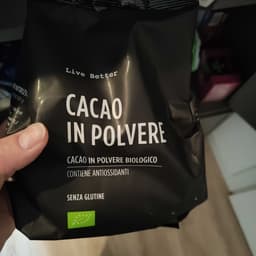 Live Better
CACAO
IN POLVERE
CACAO IN POLVERE BIOLOGICO
CONTIENE ANTIOSSIDANTI
SENZA GLUTINE